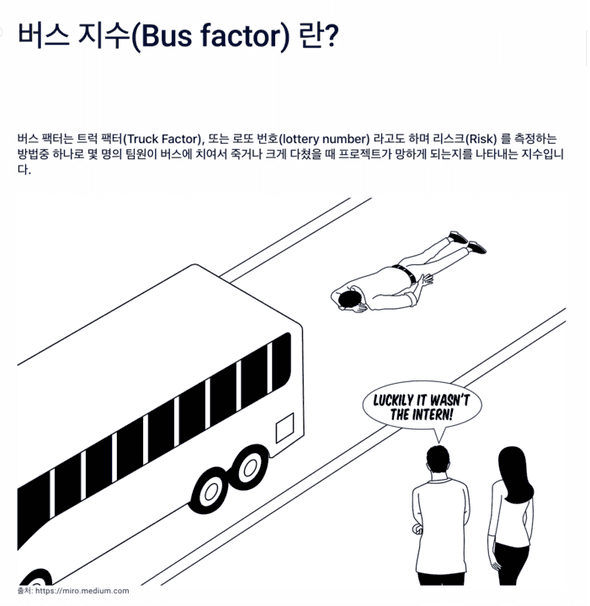 버스 지수(Bus factor) 란?
버스 팩터는 트럭 팩터(Truck Factor), 또는 로또 번호(lottery number) 라고도 하며 리스크(Risk) 를 측정하는
방법중 하나로 몇 명의 팀원이 버스에 치여서 죽거나 크게 다쳤을 때 프로젝트가 망하게 되는지를 나타내는 지수입니
다.
LUCKILY IT WASN'T
THE INTERN!
출처: https://miro.medium.com